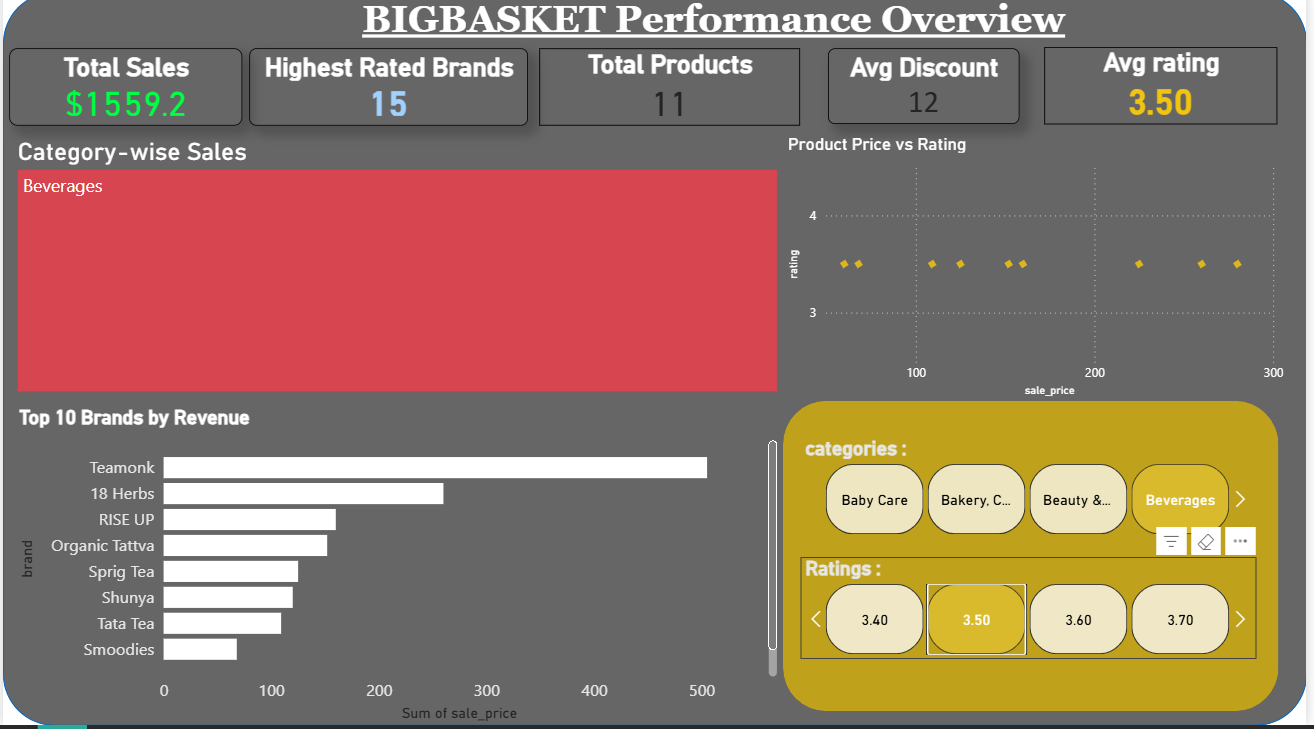 BIGBASKET Performance Overview
Total Sales
$1559.2
Highest Rated Brands
15
Total Products
11
Avg Discount
12
Avg rating
3.50
Category-wise Sales
Beverages
Product Price vs Rating
rating
4
3
100 200 300
sale_price
Top 10 Brands by Revenue
brand
Teamonk
18 Herbs
RISE UP
Organic Tattva
Sprig Tea
Shunya
Tata Tea
Smoodies
0 100 200 300 400 500
Sum of sale_price
categories :
Baby Care Bakery, C... Beauty &... Beverages
Ratings :
3.40 3.50 3.60 3.70